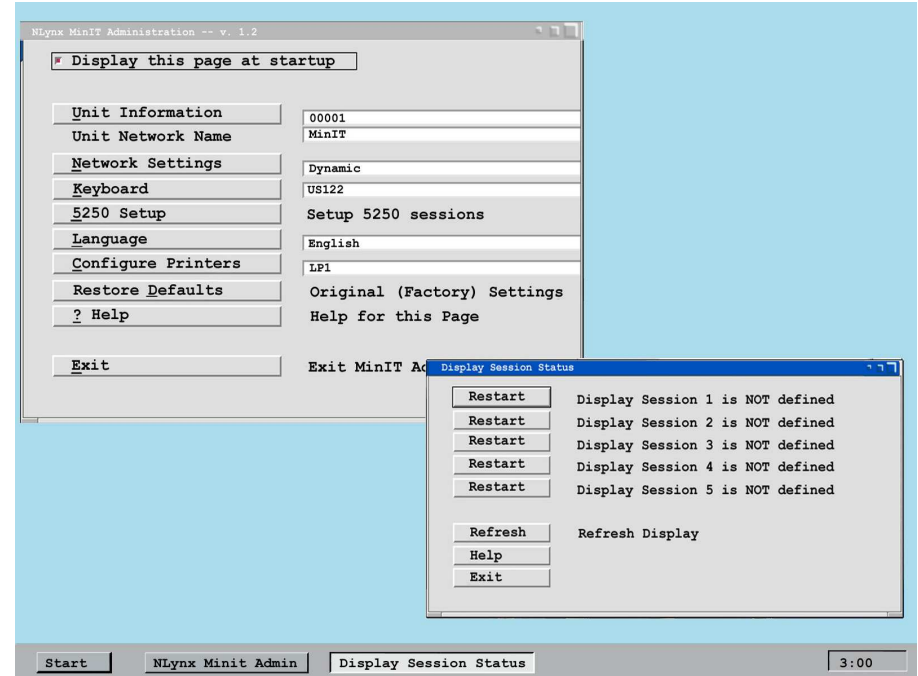 NLynx MinIT Administration -- v. 1.2
Display this page at startup
Unit Information 00001
Unit Network Name MinIT
Network Settings Dynamic
Keyboard US122
5250 Setup Setup 5250 sessions
Language English
Configure Printers LP1
Restore Defaults Original (Factory) Settings
? Help Help for this Page
Exit Exit MinIT
Display Session Status
Restart Display Session 1 is NOT defined
Restart Display Session 2 is NOT defined
Restart Display Session 3 is NOT defined
Restart Display Session 4 is NOT defined
Restart Display Session 5 is NOT defined
Refresh Refresh Display
Help
Exit
Start NLynx Minit Admin Display Session Status 3:00